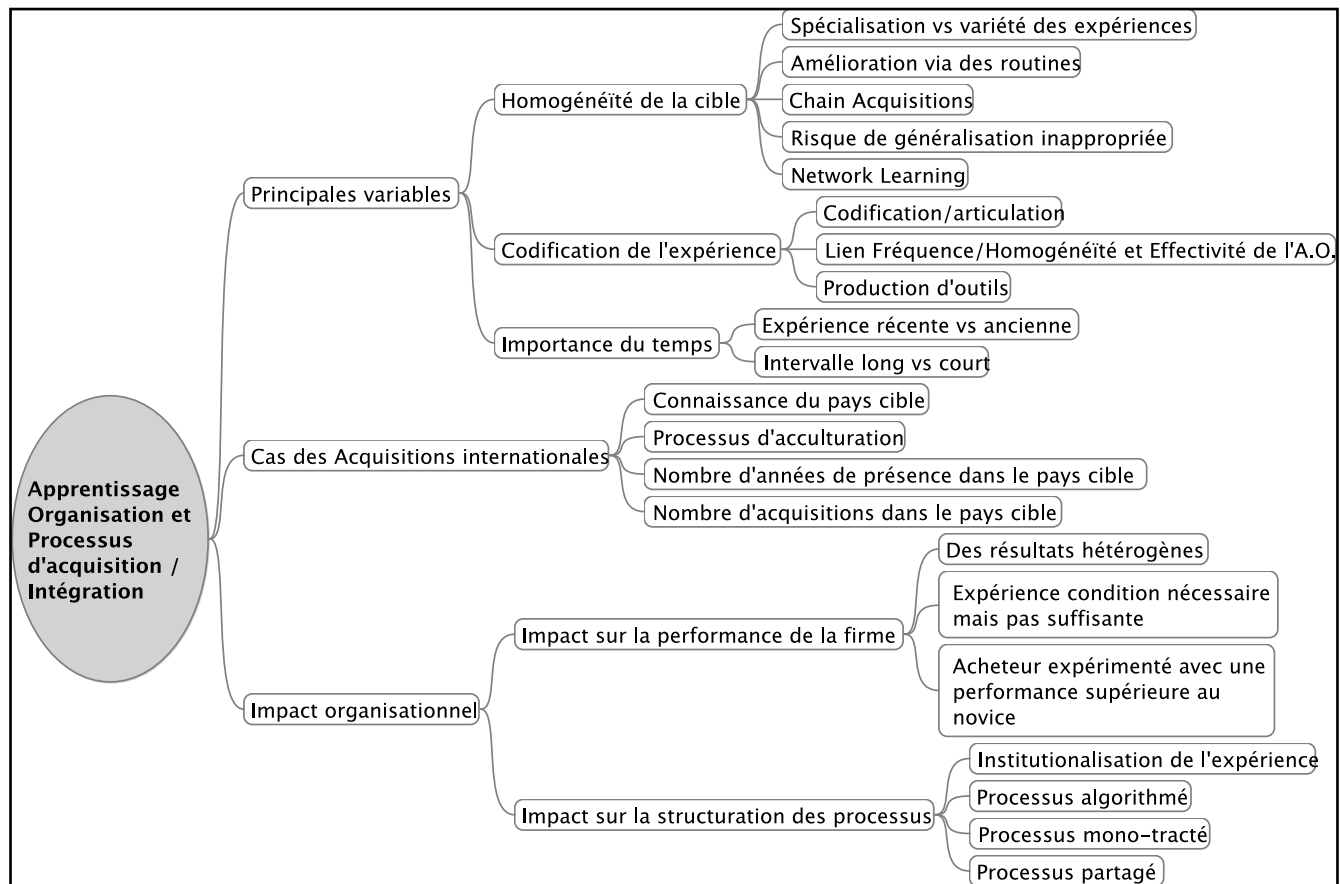 Apprentissage
Organisation et
Processus
d'acquisition /
Intégration
Principales variables
Homogénéïté de la cible
Spécialisation vs variété des expériences
Amélioration via des routines
Chain Acquisitions
Risque de généralisation inappropriée
Network Learning
Codification de l'expérience
Codification/articulation
Lien Fréquence/Homogénéïté et Effectivité de l'A.O.
Production d'outils
Importance du temps
Expérience récente vs ancienne
Intervalle long vs court
Cas des Acquisitions internationales
Connaissance du pays cible
Processus d'acculturation
Nombre d'années de présence dans le pays cible
Nombre d'acquisitions dans le pays cible
Impact organisationnel
Impact sur la performance de la firme
Des résultats hétérogènes
Expérience condition nécessaire
mais pas suffisante
Acheteur expérimenté avec une
performance supérieure au
novice
Impact sur la structuration des processus
Institutionalisation de l'expérience
Processus algorithmé
Processus mono-tracté
Processus partagé